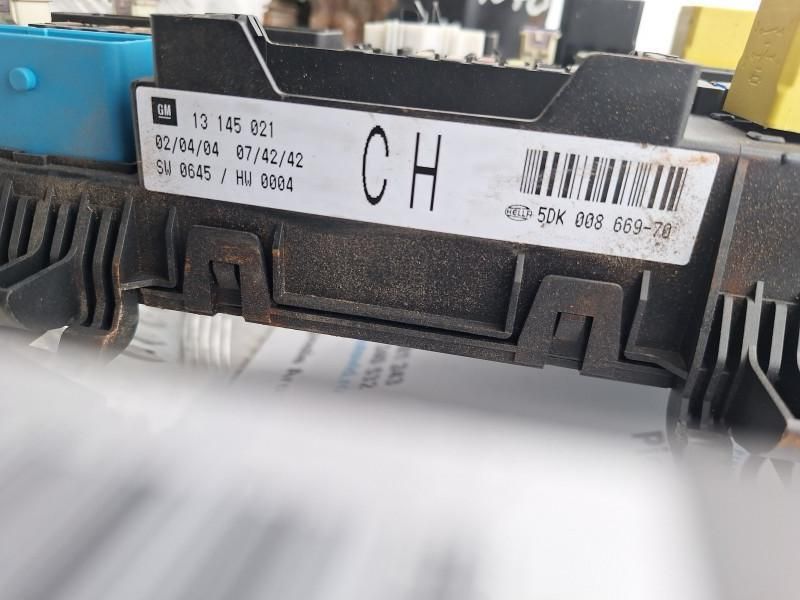 GM 13 145 021
02/04/04 07/42/42
SW 0645 / HW 0004
CH
HELLA 5DK 008 669-70